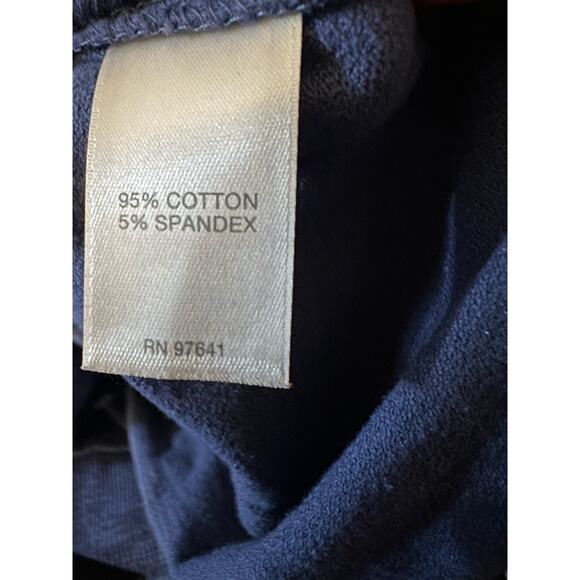 95% COTTON
5% SPANDEX
RN 97641